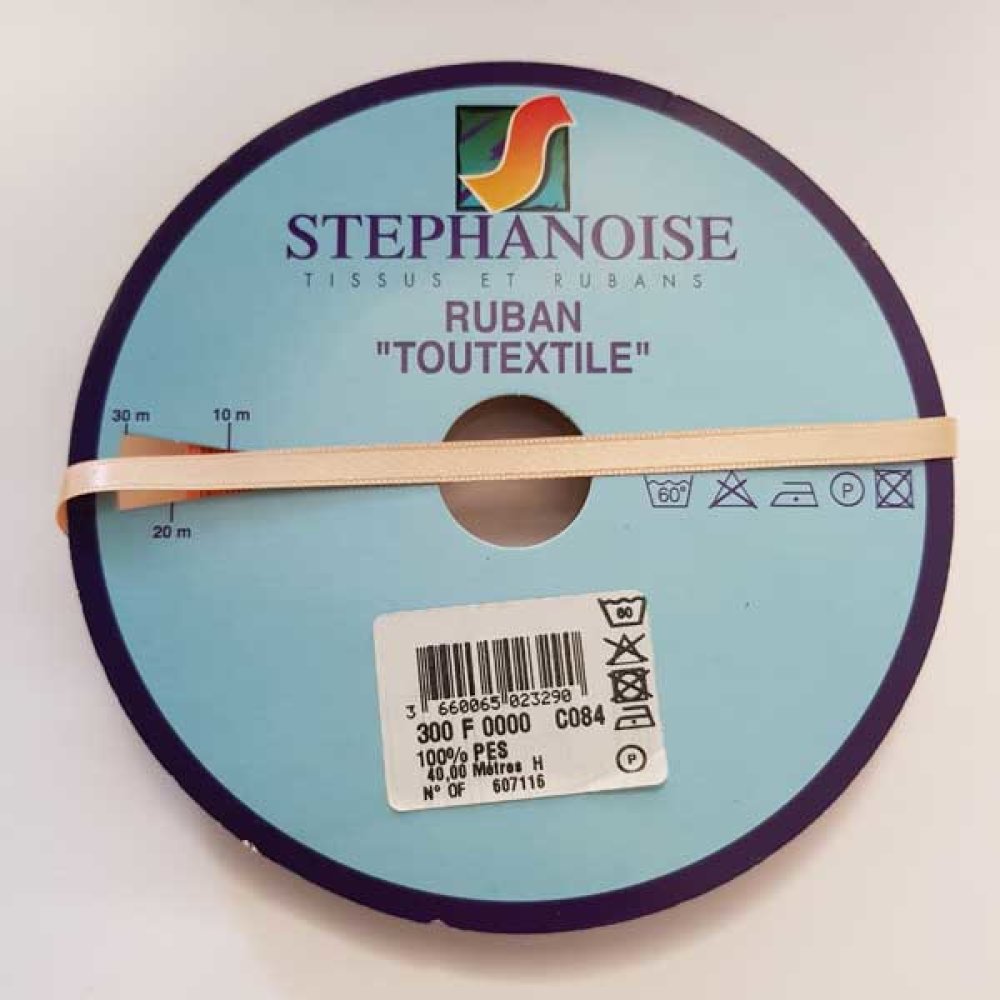 STEPHANOISE
TISSUS ET RUBANS
RUBAN
"TOUTEXTILE"
30 m
10 m
20 m
60°
P
60
3 660065 023290
300 F 0000 C084
100% PES
40,00 Métres H
N° OF 607116
P